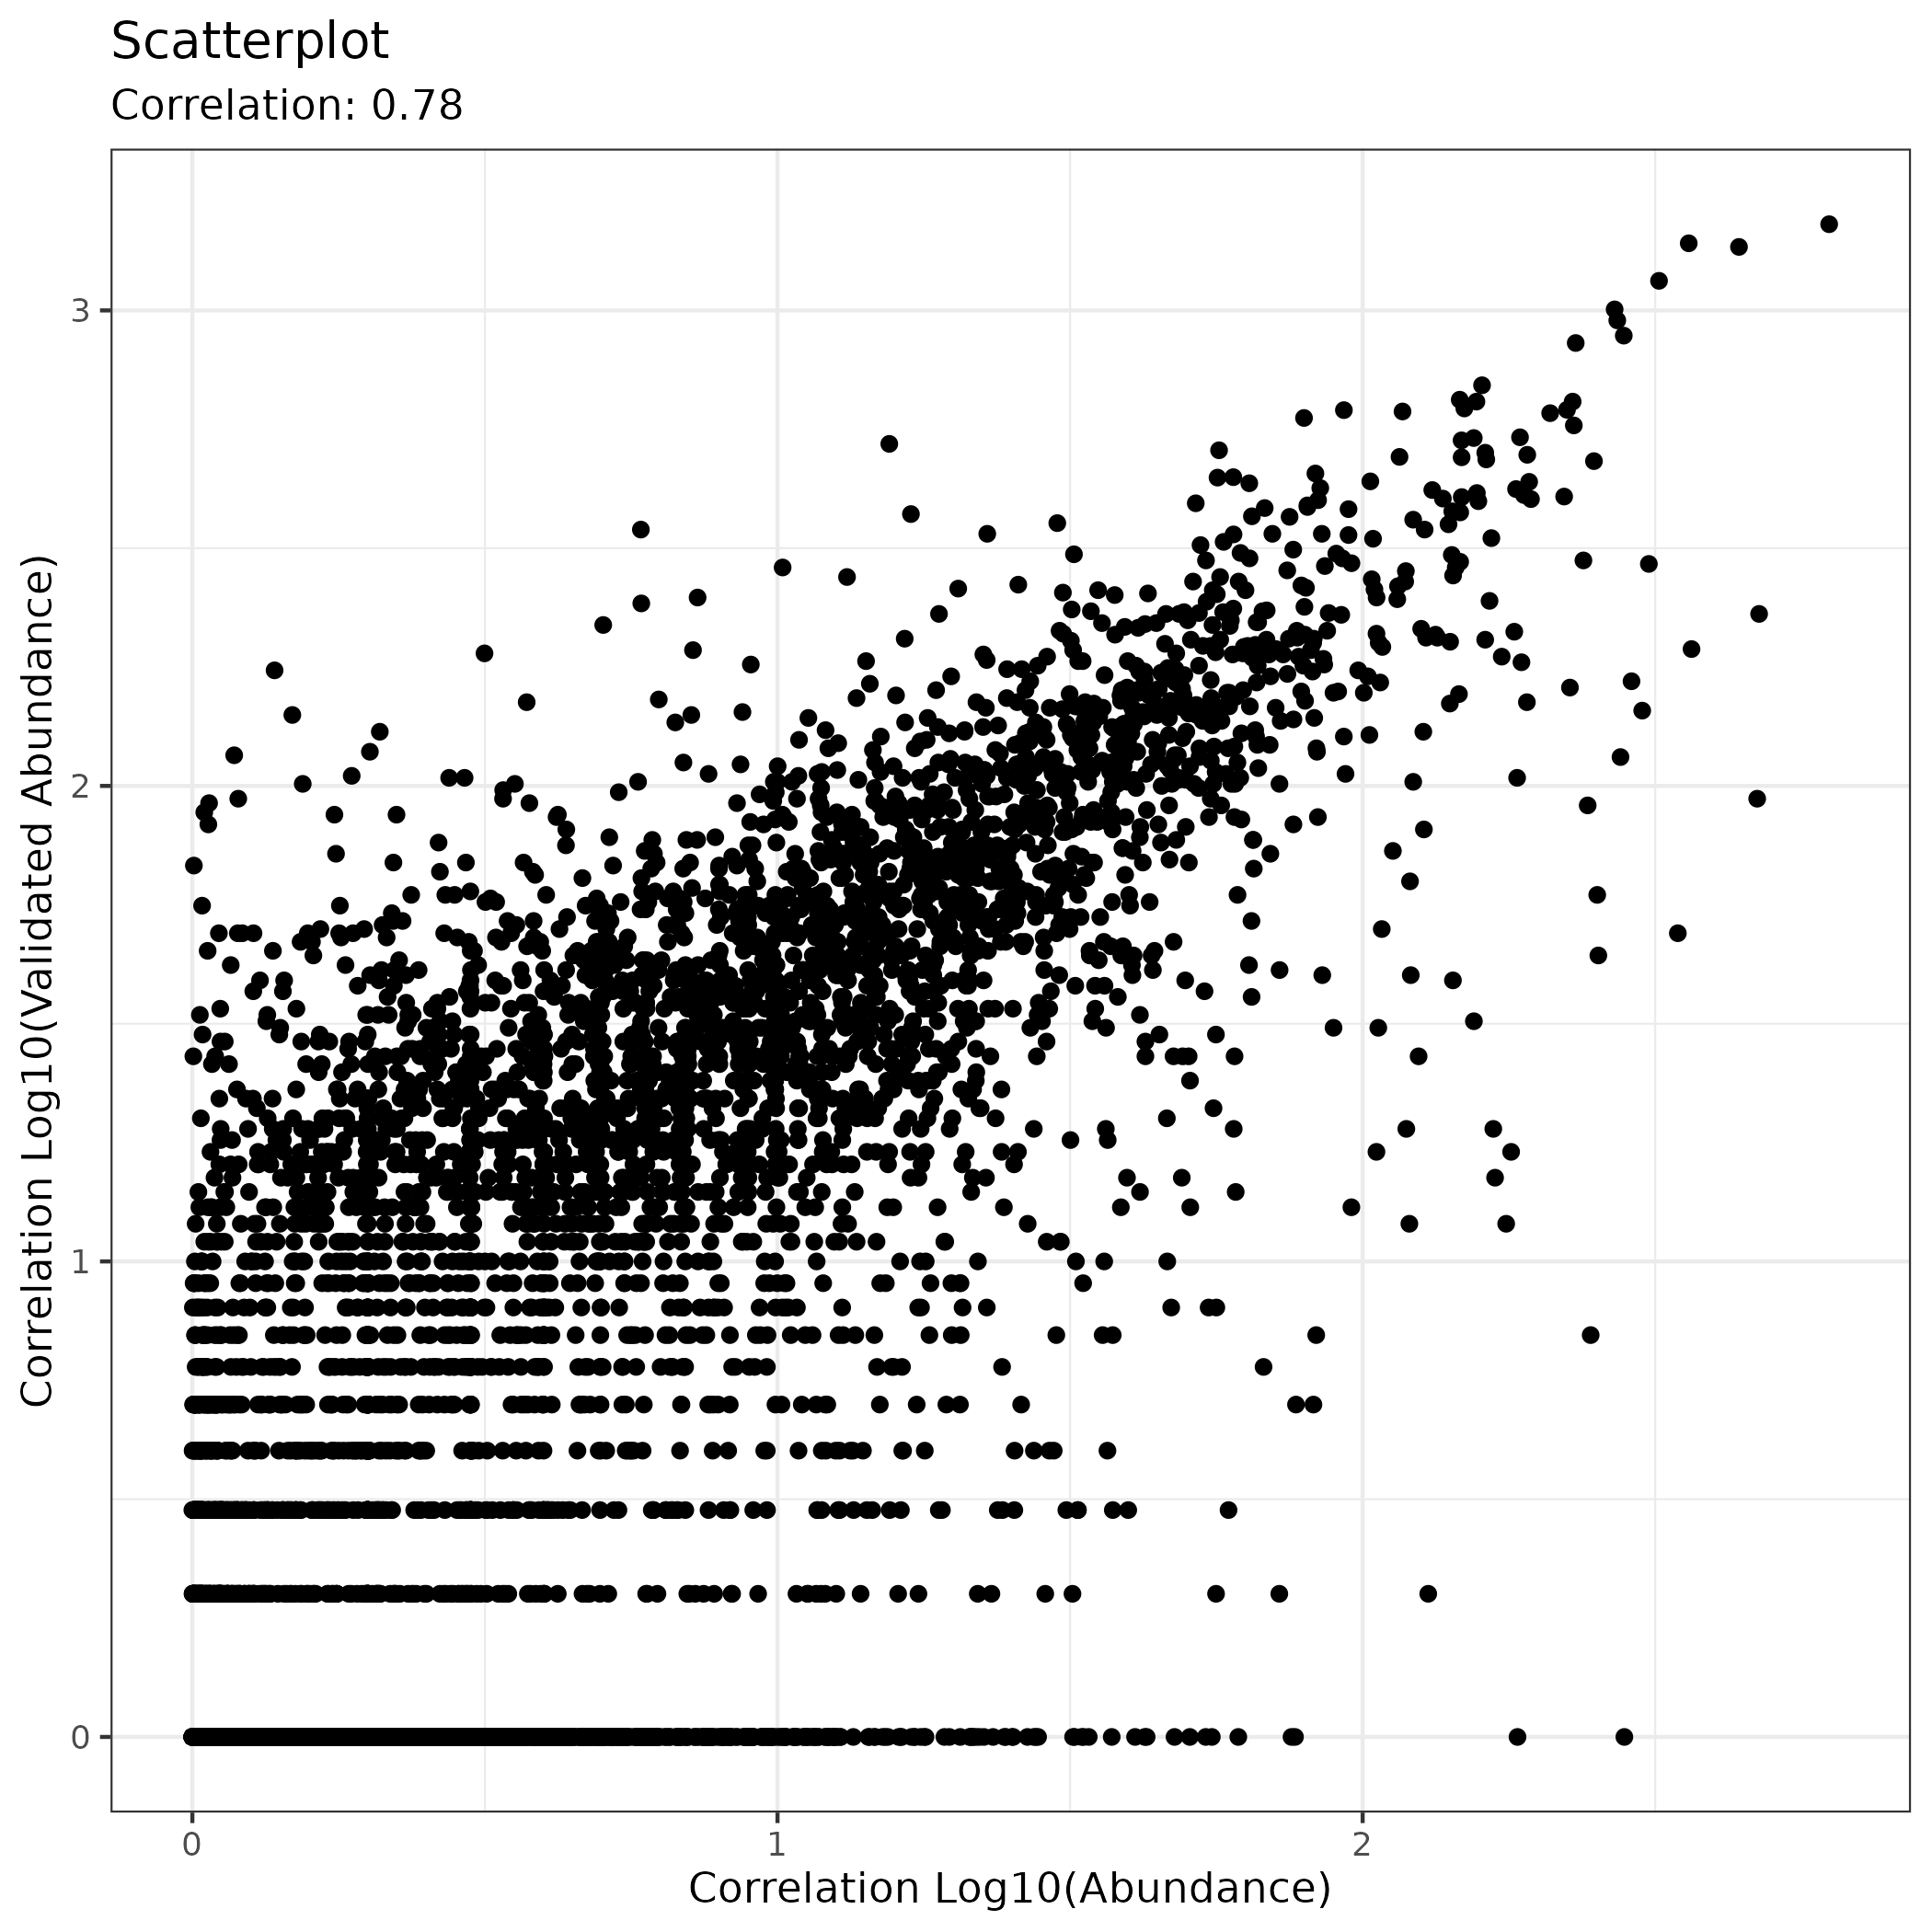 Scatterplot
Correlation: 0.78
Correlation Log10(Validated Abundance)
3
2
1
0
0 1 2
Correlation Log10(Abundance)